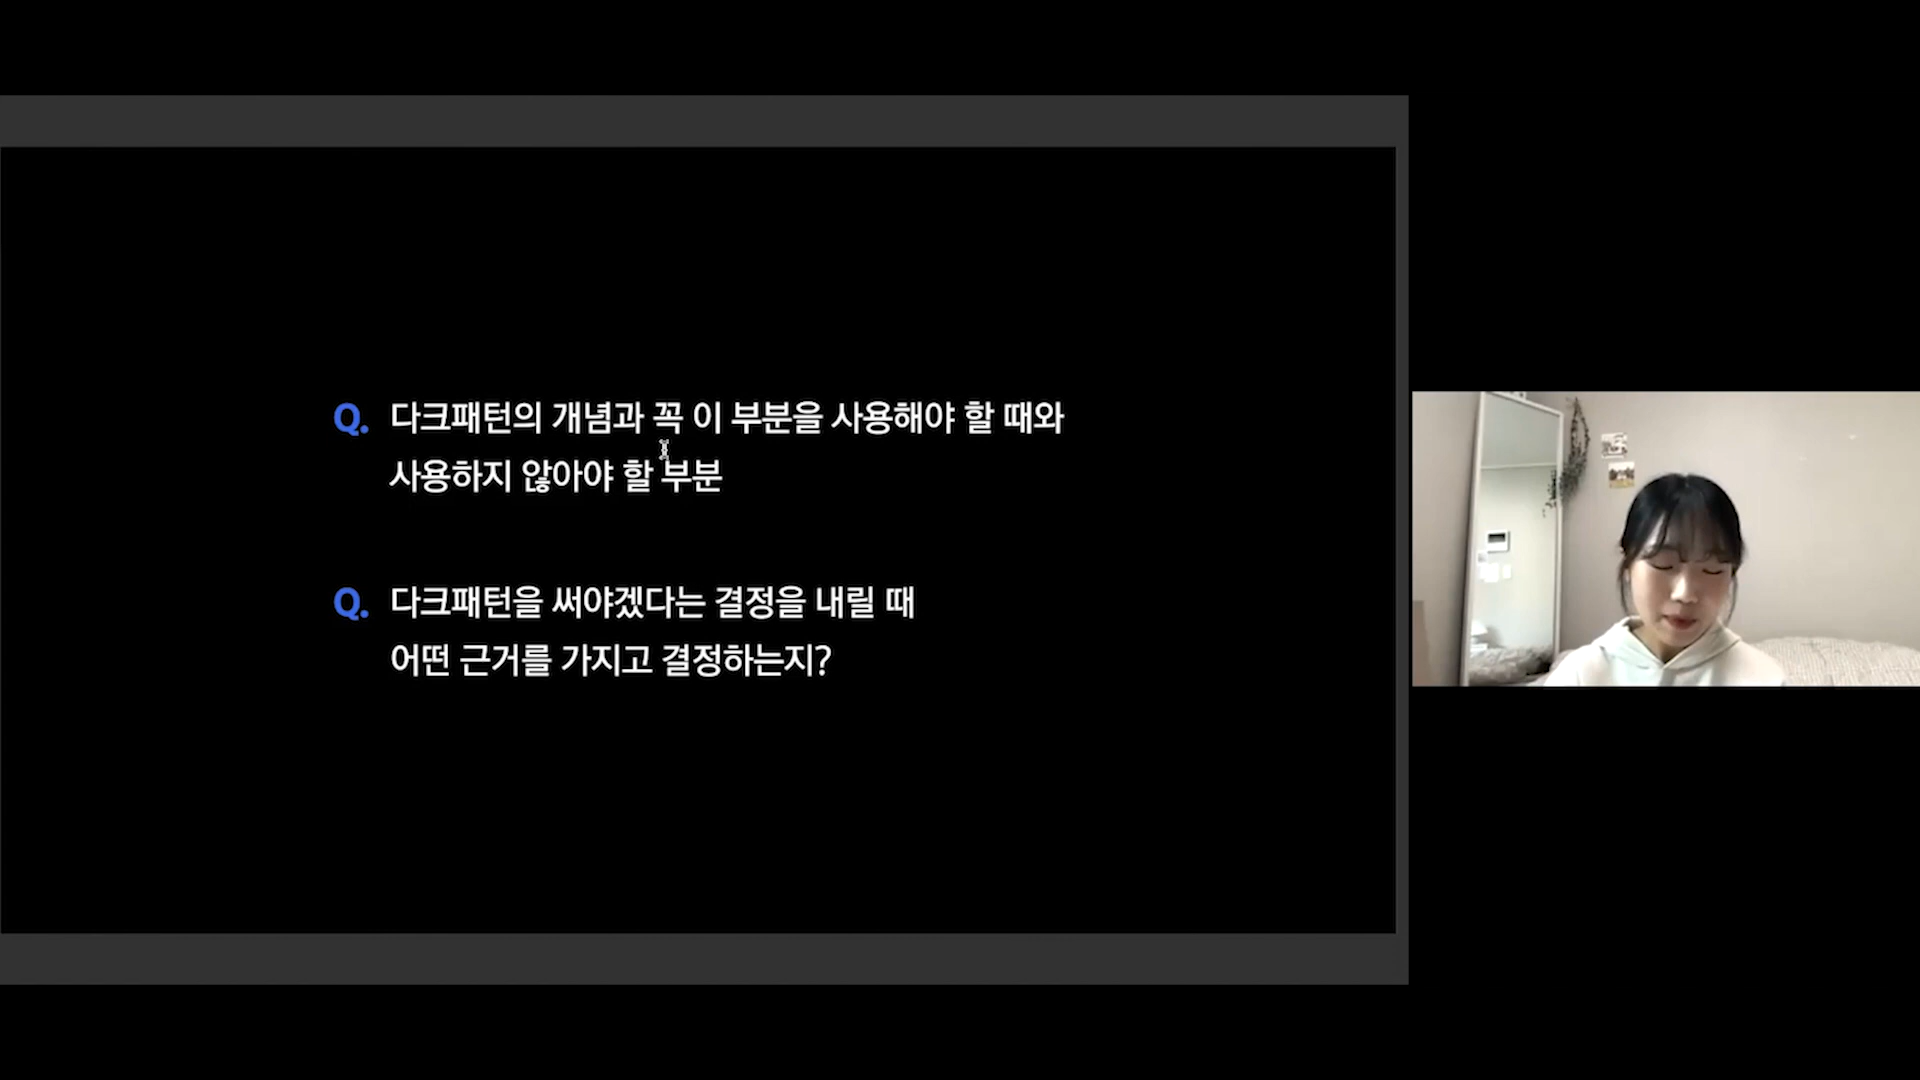 Q. 다크패턴의 개념과 꼭 이 부분을 사용해야 할 때와
사용하지 않아야 할 부분
Q. 다크패턴을 써야겠다는 결정을 내릴 때
어떤 근거를 가지고 결정하는지?